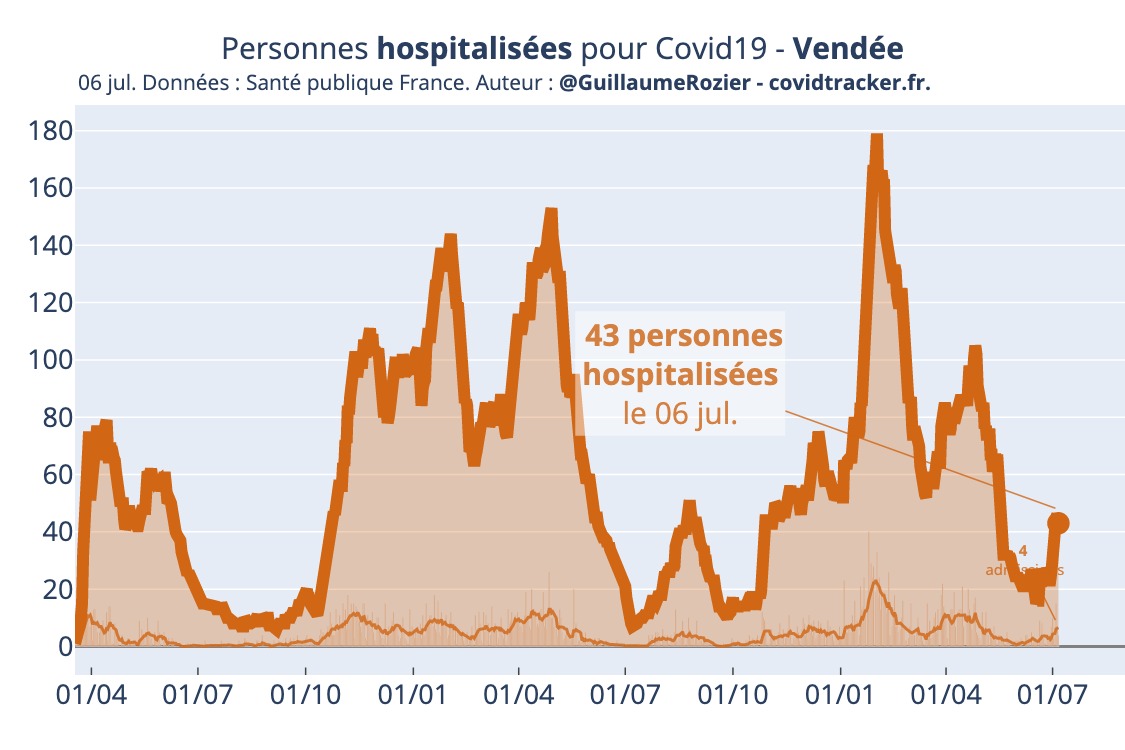 Personnes hospitalisées pour Covid19 - Vendée
06 jul. Données : Santé publique France. Auteur : @GuillaumeRozier - covidtracker.fr.
180
160
140
120
100
80
60
40
20
0
43 personnes
hospitalisées
le 06 jul.
4
admissions
01/04 01/07 01/10 01/01 01/04 01/07 01/10 01/01 01/04 01/07